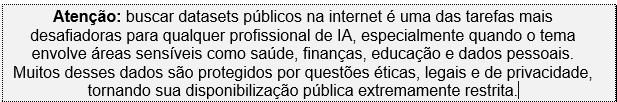 Atenção: buscar datasets públicos na internet é uma das tarefas mais
desafiadoras para qualquer profissional de IA, especialmente quando o tema
envolve áreas sensíveis como saúde, finanças, educação e dados pessoais.
Muitos desses dados são protegidos por questões éticas, legais e de privacidade,
tornando sua disponibilização pública extremamente restrita.